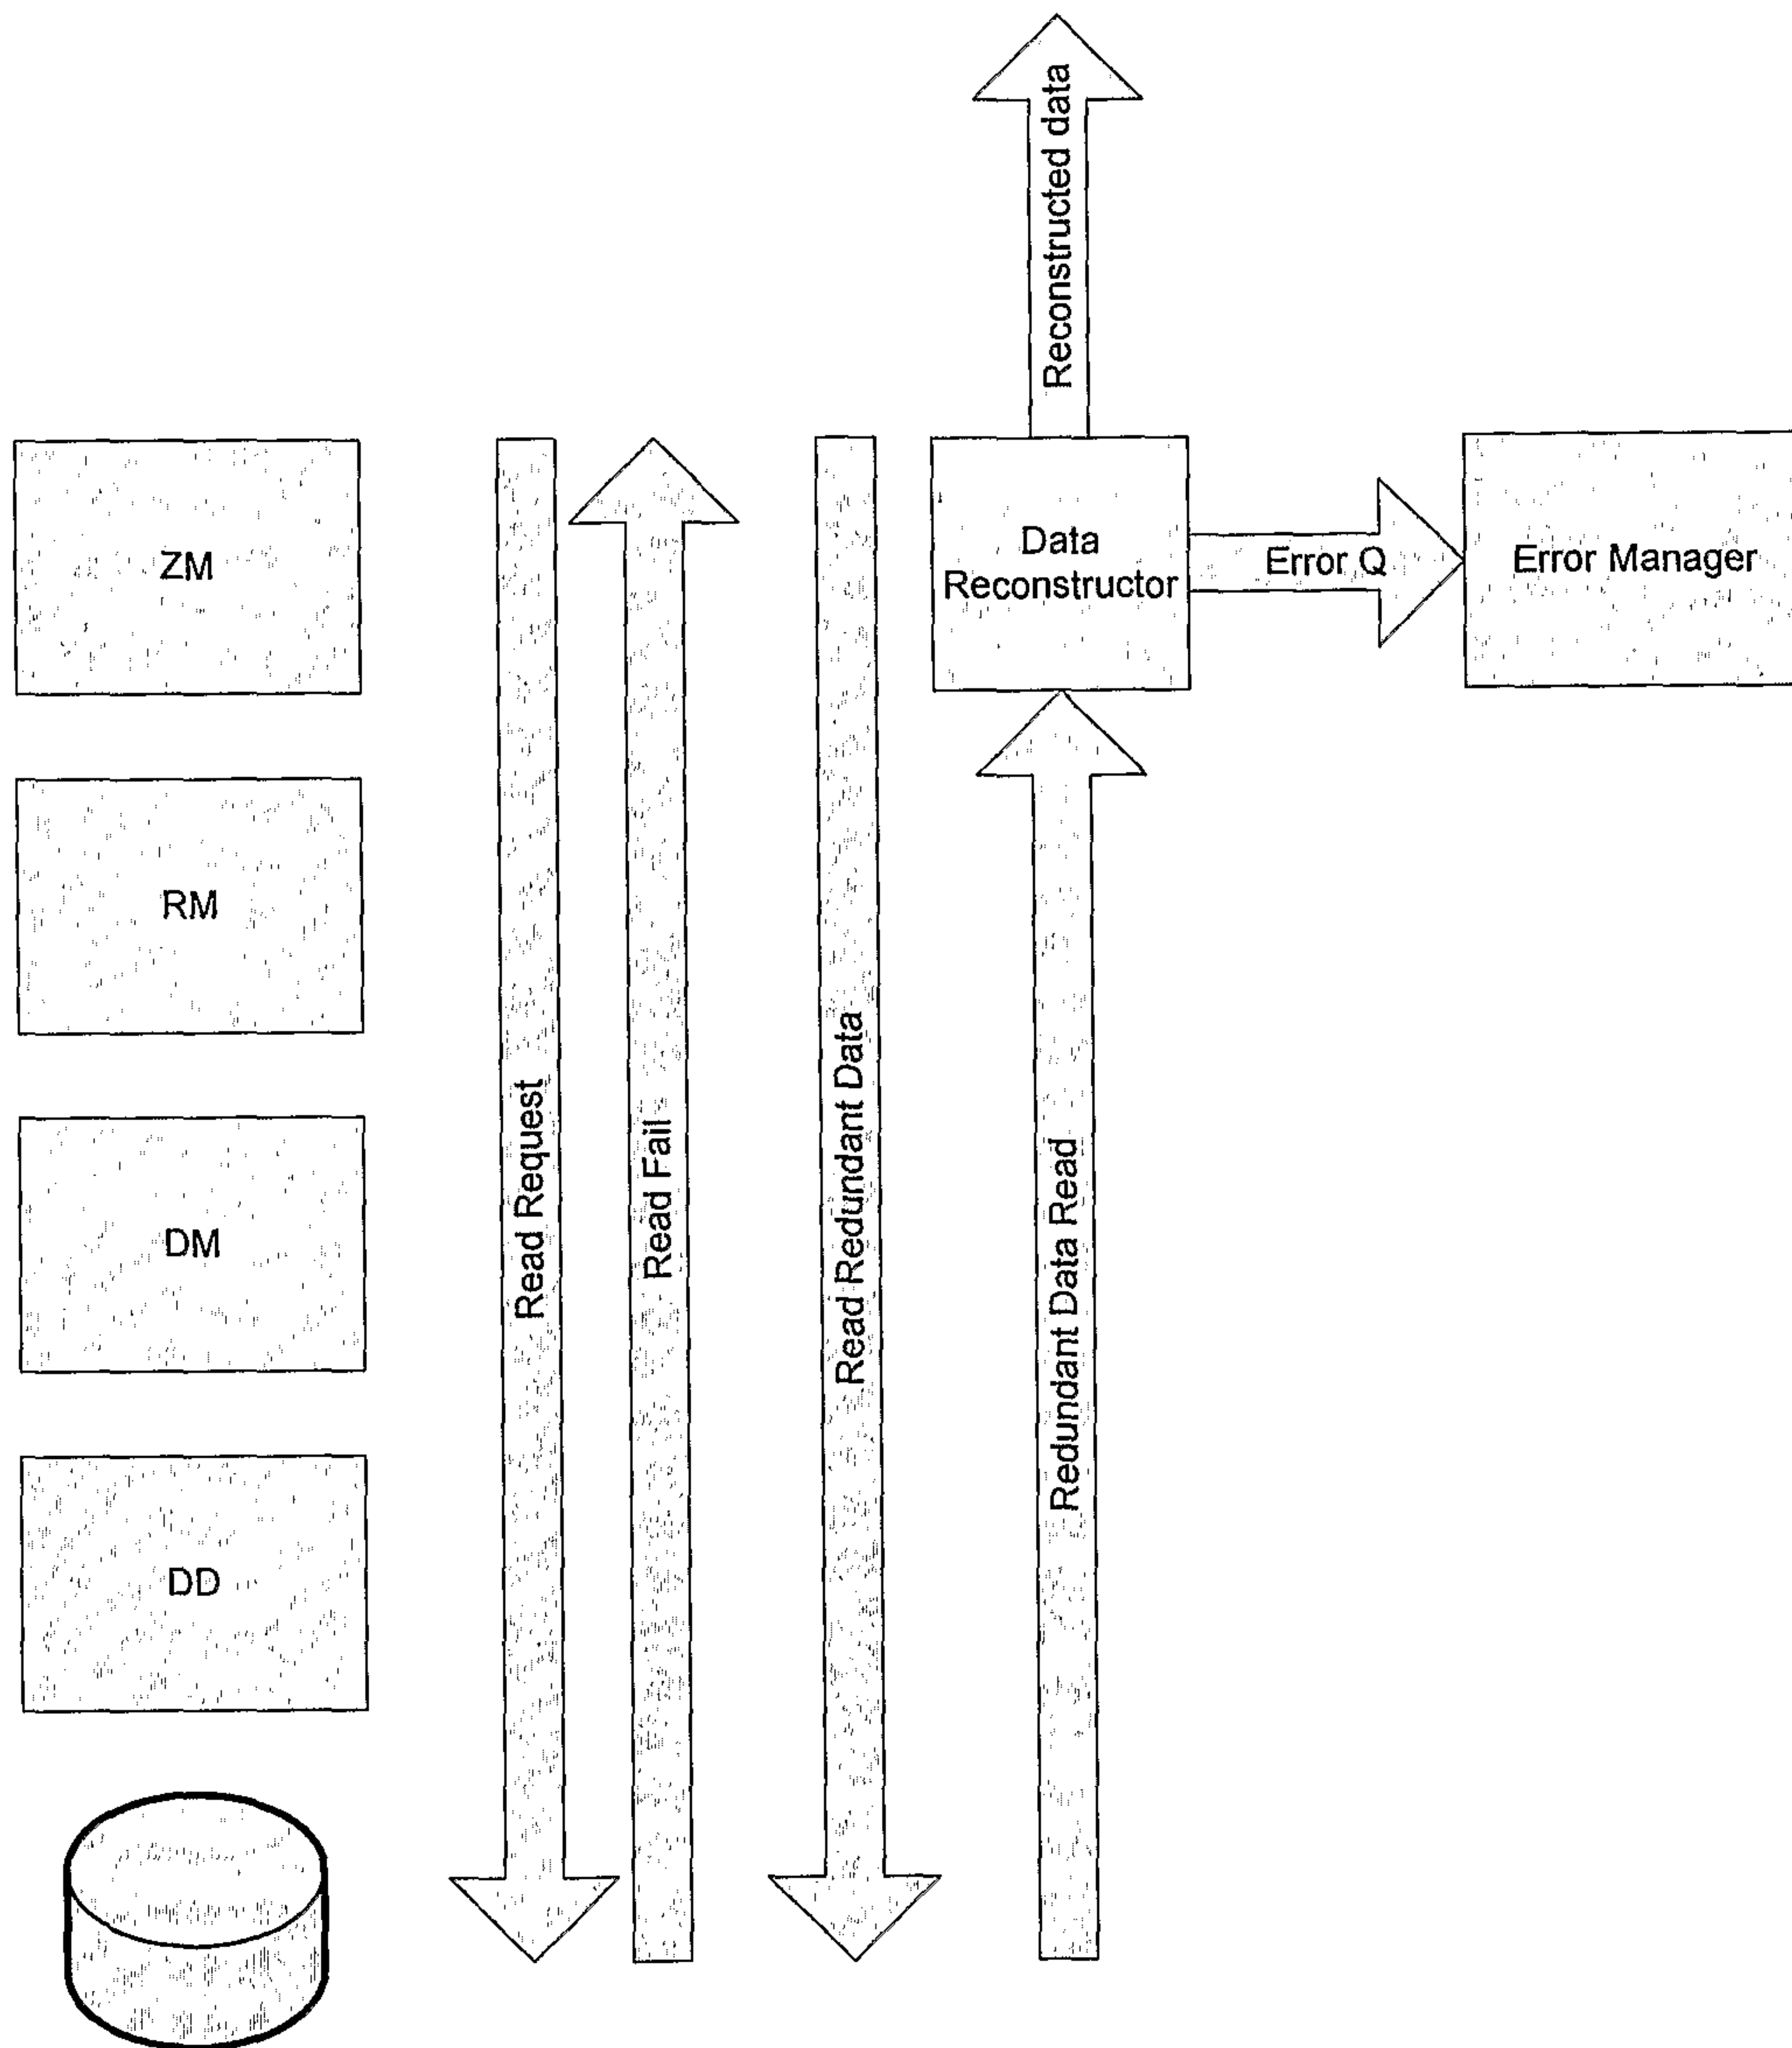 Reconstructed data
ZM
Data
Reconstructor
Error Q
Error Manager
RM
DM
DD
Read Request
Read Fail
Read Redundant Data
Redundant Data Read